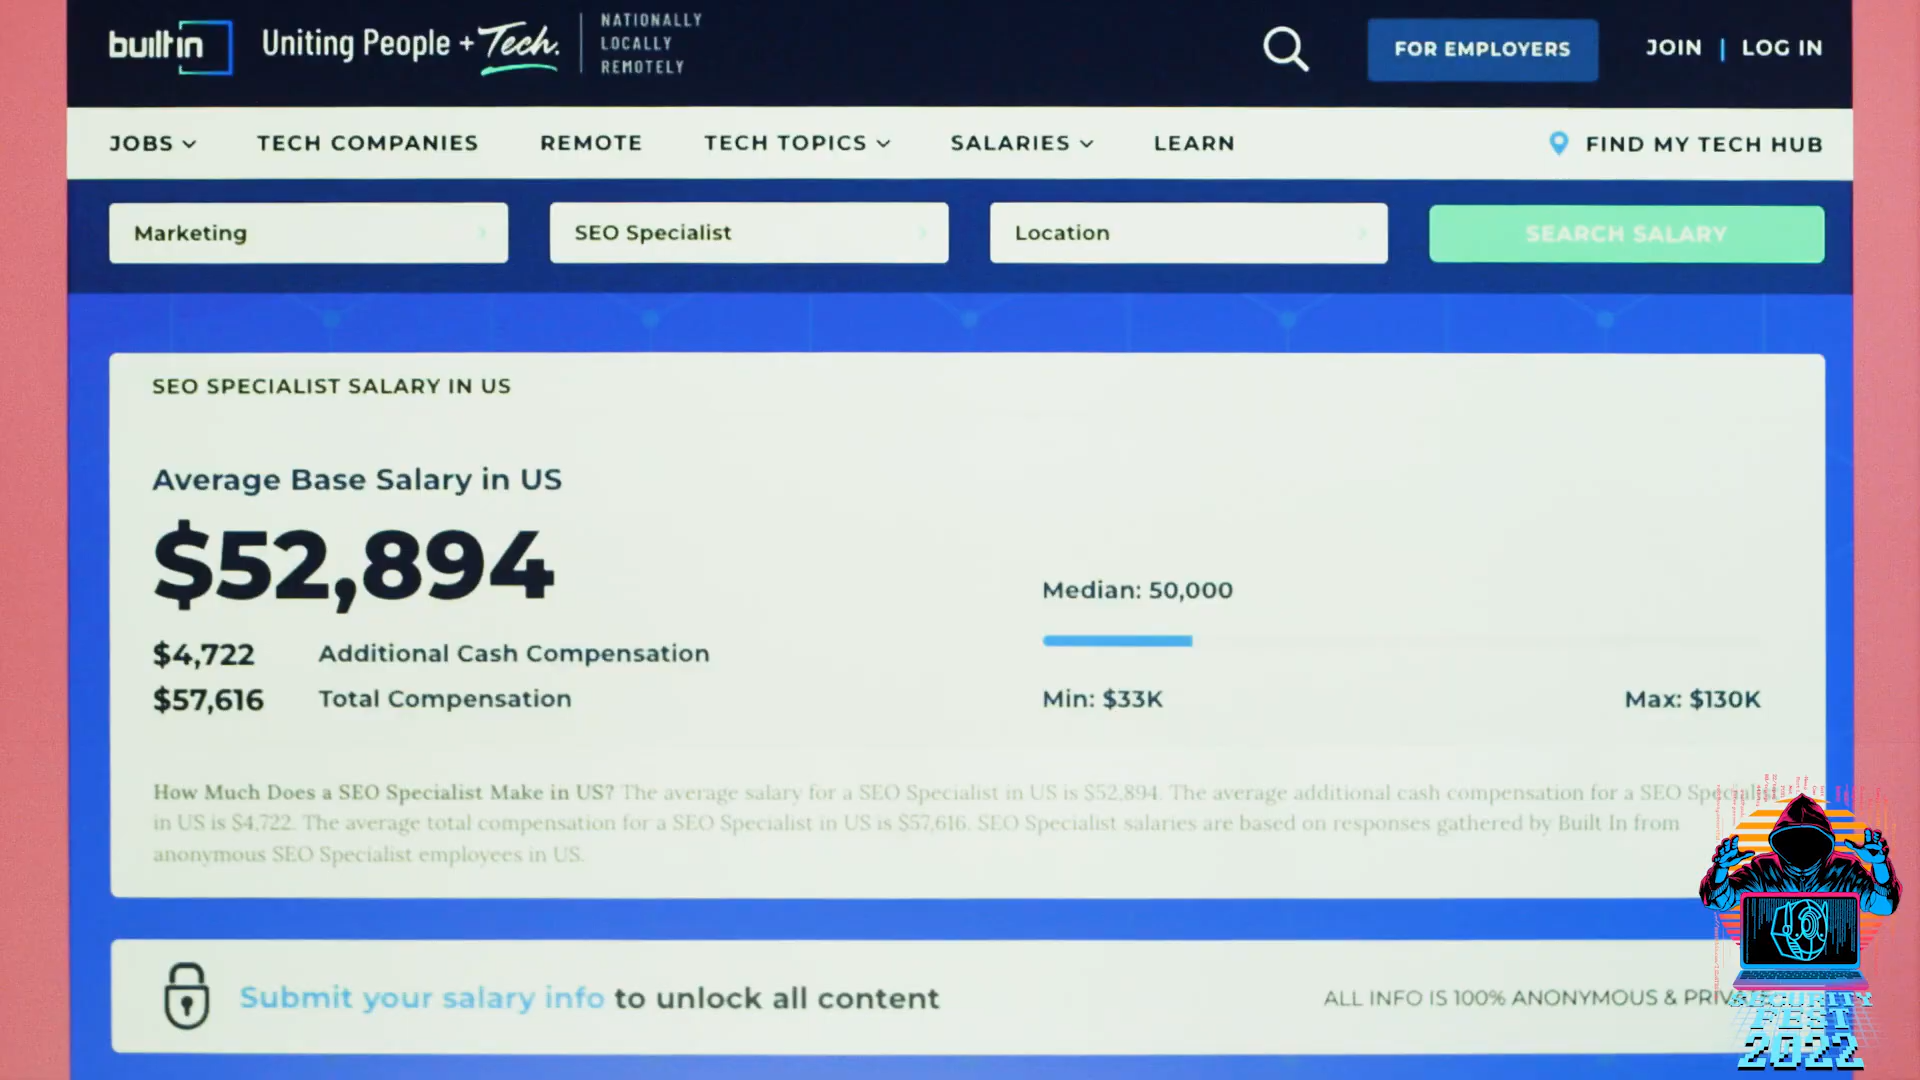 built in
Uniting People + Tech.
NATIONALLY
LOCALLY
REMOTELY
FOR EMPLOYERS
JOIN | LOG IN
JOBS
TECH COMPANIES
REMOTE
TECH TOPICS
SALARIES
LEARN
FIND MY TECH HUB
Marketing
SEO Specialist
Location
SEARCH SALARY
SEO SPECIALIST SALARY IN US
Average Base Salary in US
$52,894
$4,722 Additional Cash Compensation
$57,616 Total Compensation
Median: 50,000
Min: $33K
Max: $130K
How Much Does a SEO Specialist Make in US? The average salary for a SEO Specialist in US is $52,894. The average additional cash compensation for a SEO Specialist
in US is $4,722. The average total compensation for a SEO Specialist in US is $57,616. SEO Specialist salaries are based on responses gathered by Built In from
anonymous SEO Specialist employees in US.
Submit your salary info to unlock all content
ALL INFO IS 100% ANONYMOUS & PRIVATE
SECURITY
FEST
2022